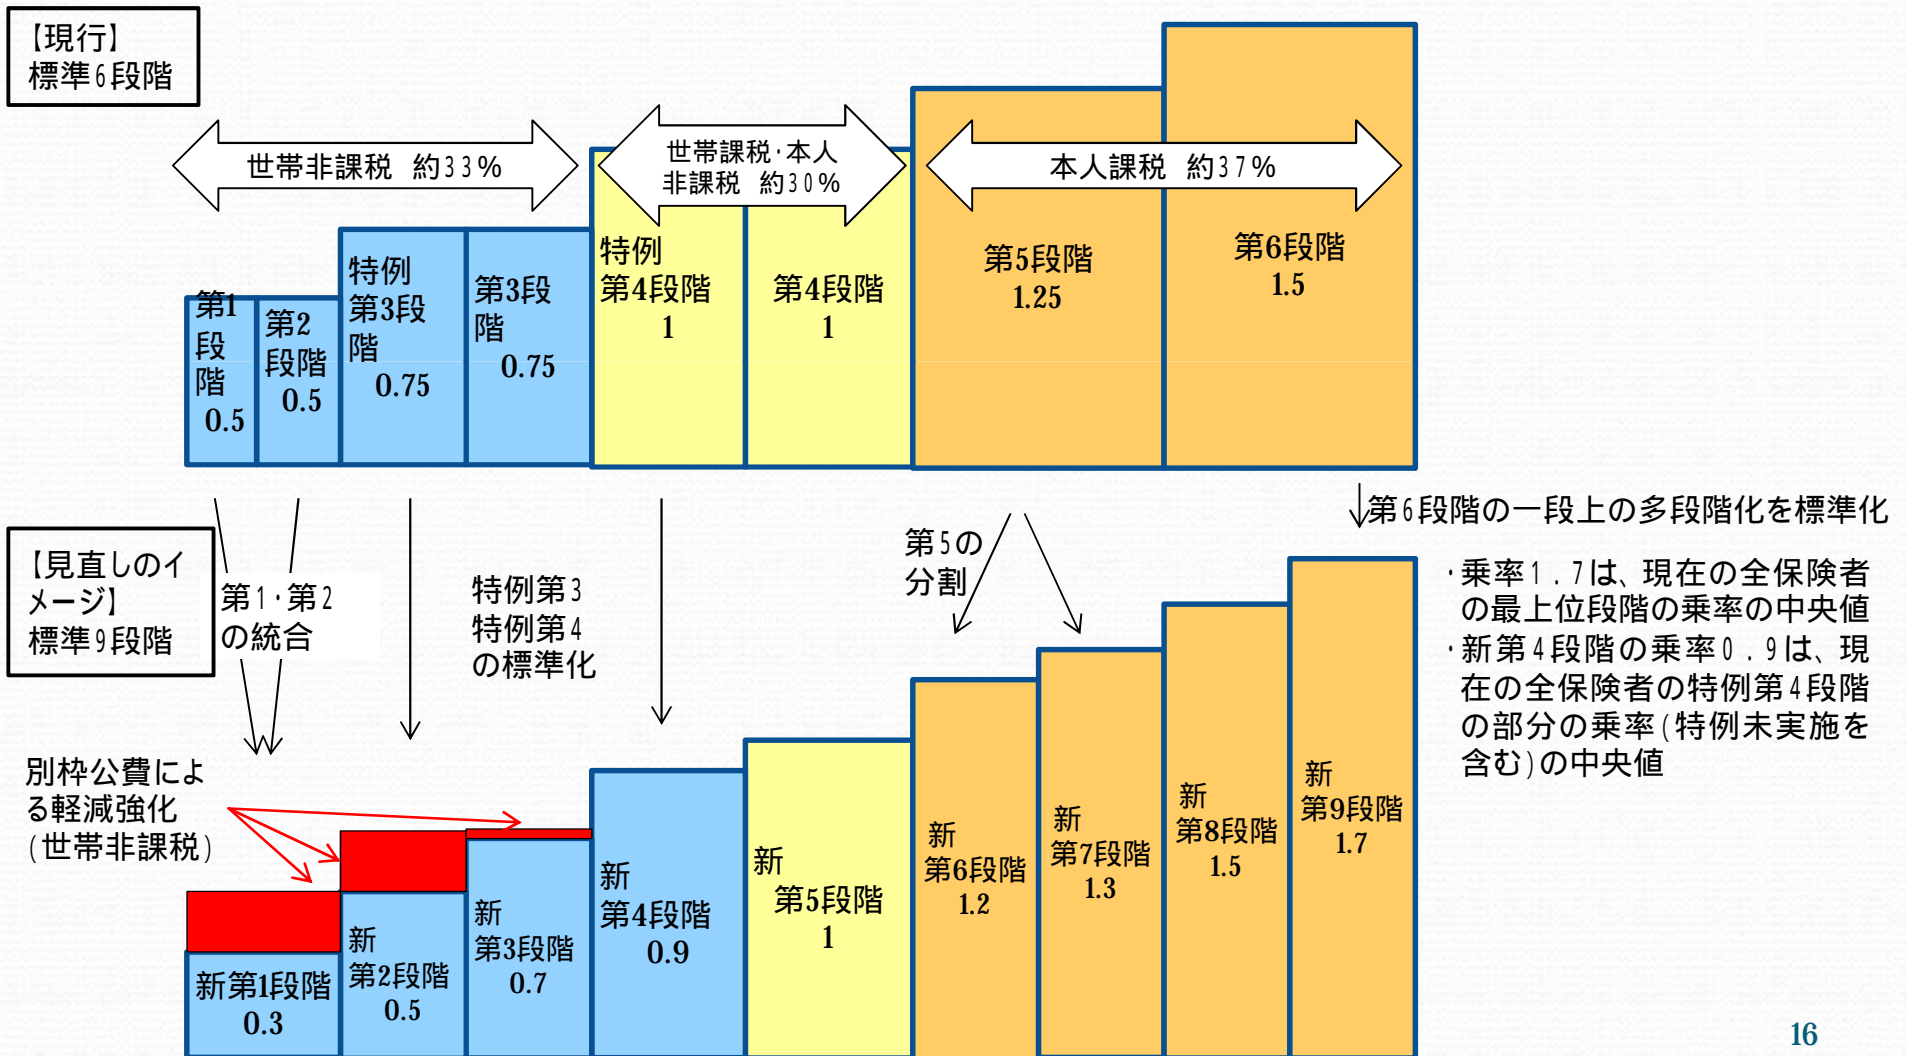 【現行】
標準6段階
世帯非課税 約33%
世帯課税・本人
非課税 約30%
本人課税 約37%
第1
段
階
0.5
第2
段階
0.5
特例
第3段
階
0.75
第3段
階
0.75
特例
第4段階
1
第4段階
1
第5段階
1.25
第6段階
1.5
【見直しのイ
メージ】
標準9段階
第1・第2
の統合
特例第3
特例第4
の標準化
第5の
分割
第6段階の一段上の多段階化を標準化
・乗率1.7は、現在の全保険者
の最上位段階の乗率の中央値
・新第4段階の乗率0.9は、現
在の全保険者の特例第4段階
の部分の乗率(特例未実施を
含む)の中央値
別枠公費によ
る軽減強化
(世帯非課税)
新第1段階
0.3
新
第2段階
0.5
新
第3段階
0.7
新
第4段階
0.9
新
第5段階
1
新
第6段階
1.2
新
第7段階
1.3
新
第8段階
1.5
新
第9段階
1.7
16